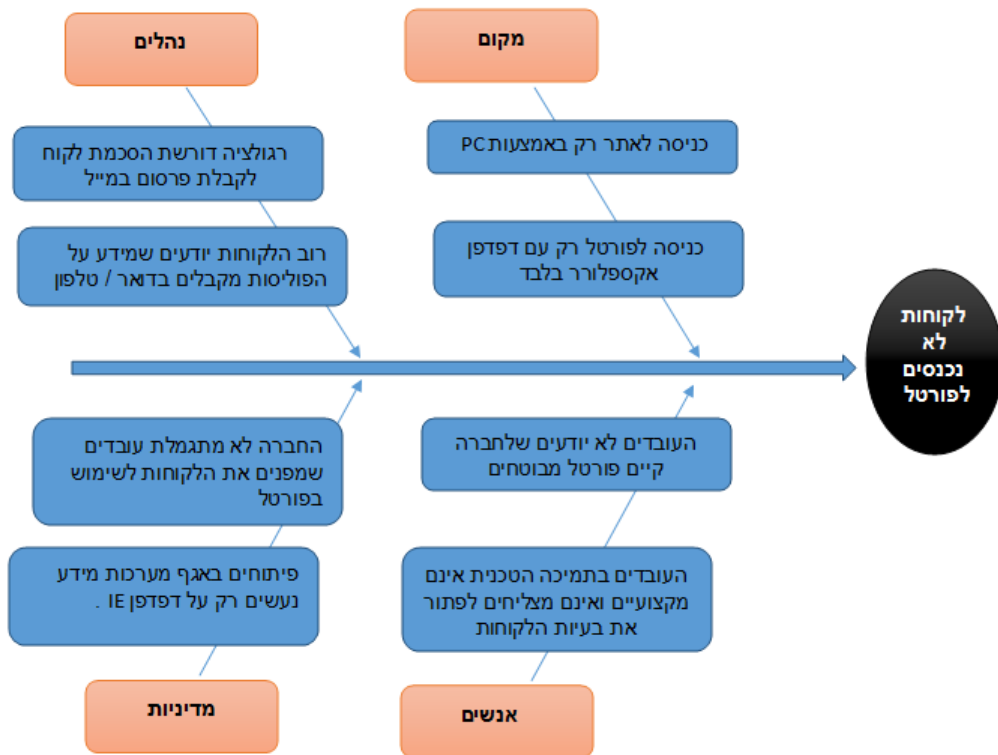 מקום
נהלים
כניסה לאתר רק באמצעות PC
רגולציה דורשת הסכמת לקוח
לקבלת פרסום במייל
כניסה לפורטל רק עם דפדפן
אקספלורר בלבד
רוב הלקוחות יודעים שמידע על
הפוליסות מקבלים בדואר / טלפון
לקוחות
לא
נכנסים
לפורטל
העובדים לא יודעים שלחברה
קיים פורטל מבוטחים
החברה לא מתגמלת עובדים
שמפנים את הלקוחות לשימוש
בפורטל
העובדים בתמיכה הטכנית אינם
מקצועיים ואינם מצליחים לפתור
את בעיות הלקוחות
פיתוחים באגף מערכות מידע
נעשים רק על דפדפן IE .
אנשים
מדיניות